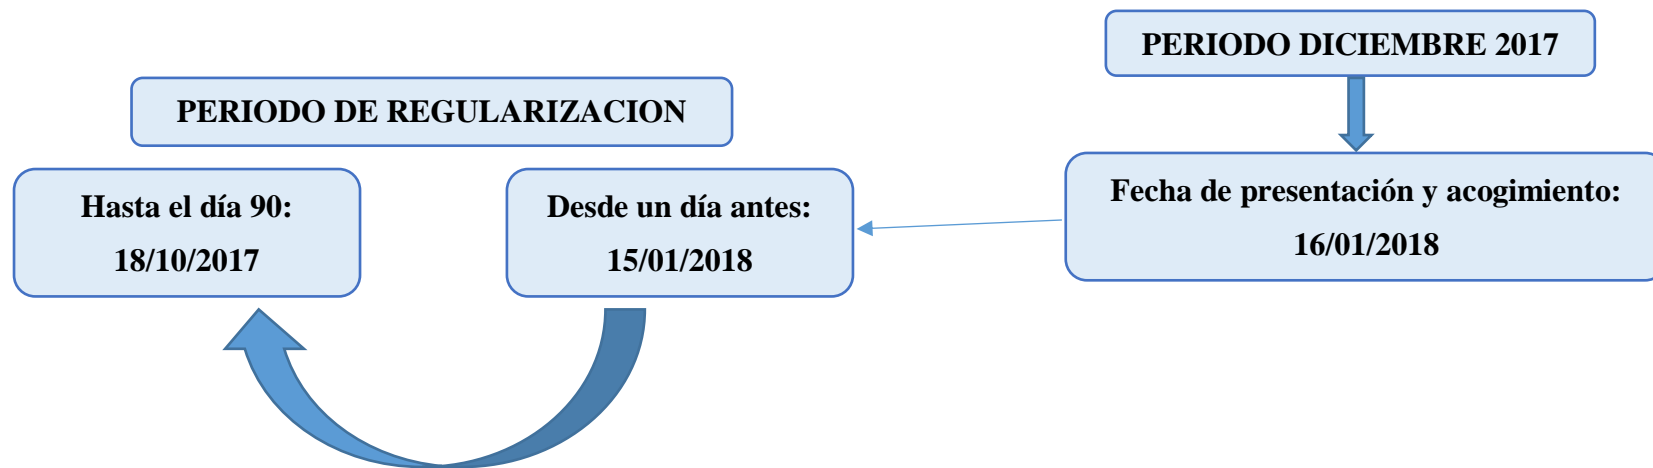 PERIODO DICIEMBRE 2017
PERIODO DE REGULARIZACION
Hasta el día 90:
18/10/2017
Desde un día antes:
15/01/2018
Fecha de presentación y acogimiento:
16/01/2018